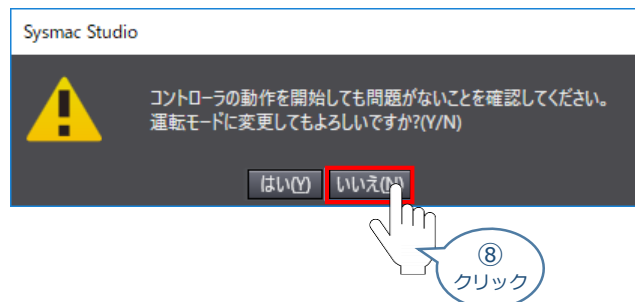 Sysmac Studio
コントローラの動作を開始しても問題がないことを確認してください。
運転モードに変更してもよろしいですか?(Y/N)
はい(Y) いいえ(N)
⑧
クリック